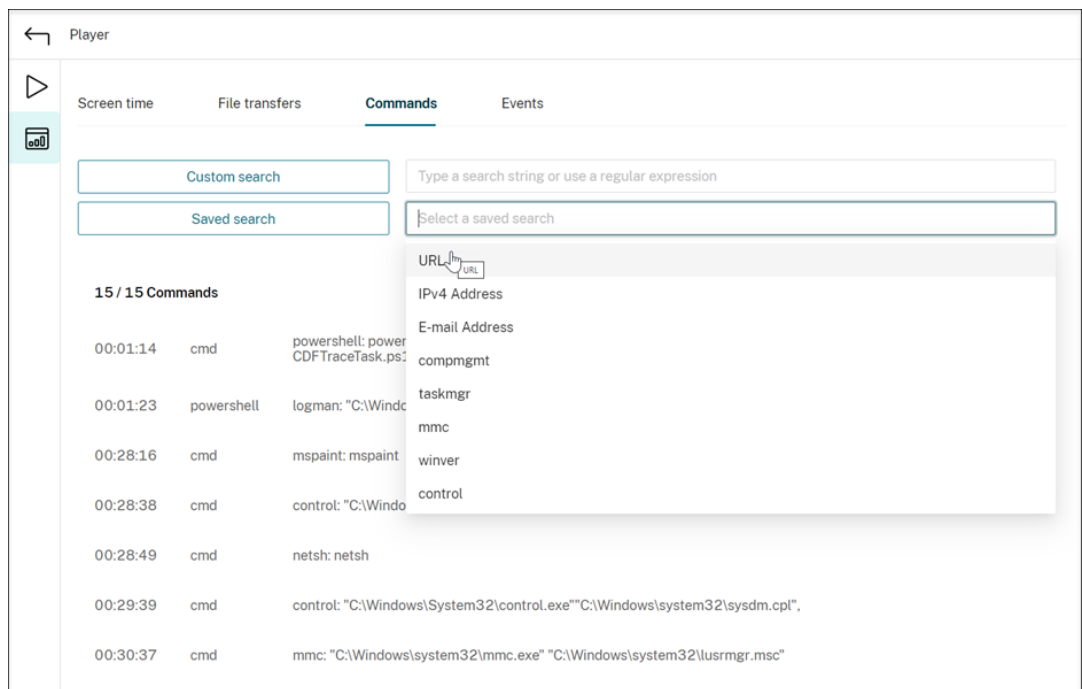 Player
Screen time File transfers Commands Events
Custom search Type a search string or use a regular expression
Saved search Select a saved search
URL URL
15 / 15 Commands IPv4 Address
E-mail Address
00:01:14 cmd powershell: power
CDFTraceTask.ps1 compmgmt
taskmgr
00:01:23 powershell logman: "C:\Windo
mmc
00:28:16 cmd mspaint: mspaint winver
control
00:28:38 cmd control: "C:\Windo
00:28:49 cmd netsh: netsh
00:29:39 cmd control: "C:\Windows\System32\control.exe""C:\Windows\system32\sysdm.cpl",
00:30:37 cmd mmc: "C:\Windows\system32\mmc.exe" "C:\Windows\system32\lusrmgr.msc"